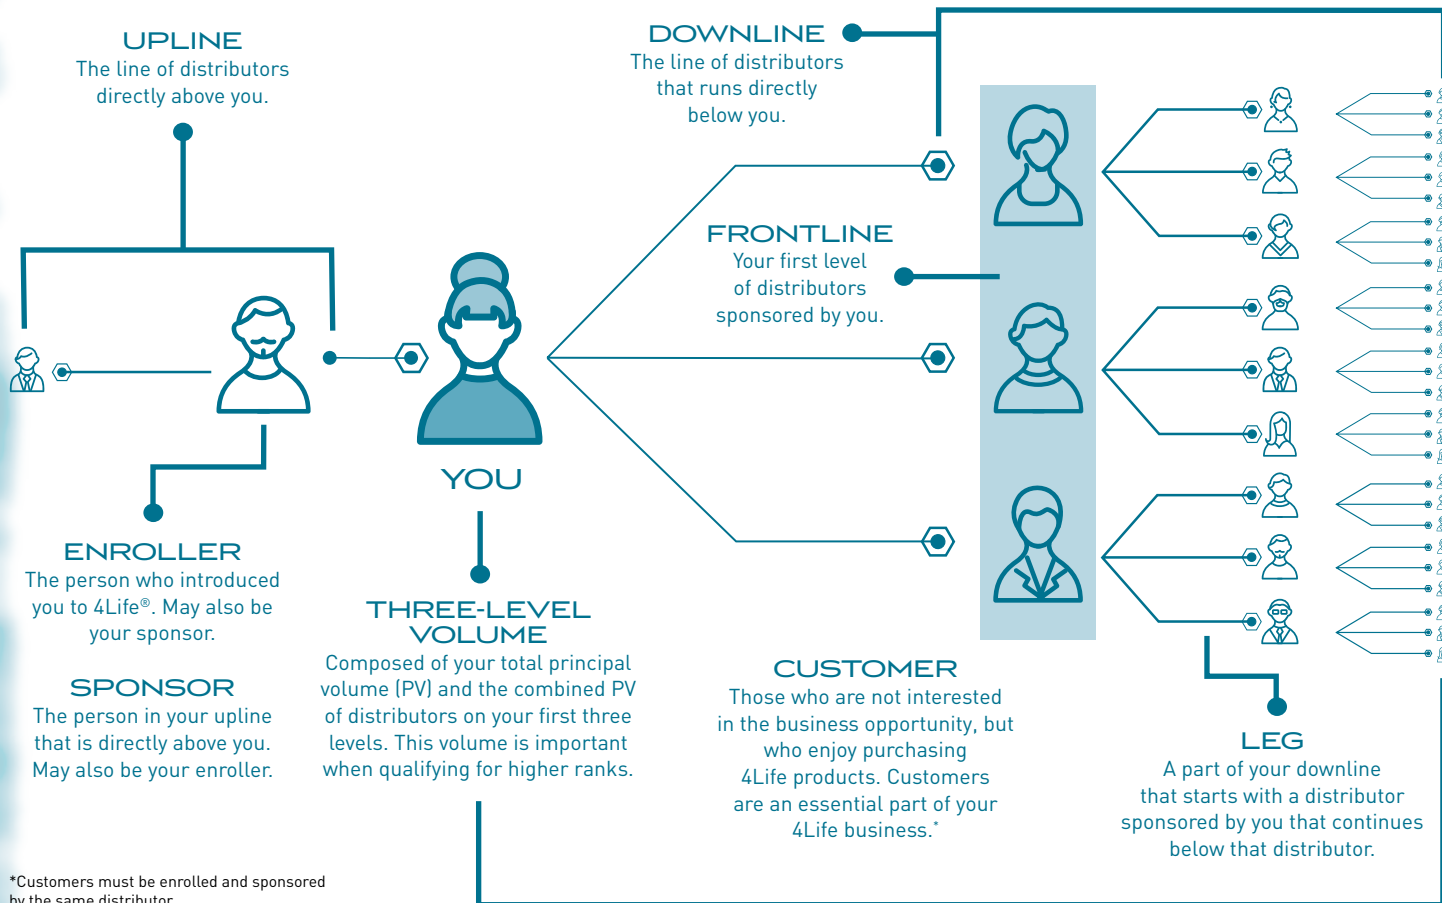 UPLINE
The line of distributors
directly above you.
DOWNLINE
The line of distributors
that runs directly
below you.
FRONTLINE
Your first level
of distributors
sponsored by you.
YOU
ENROLLER
The person who introduced
you to 4Life®. May also be
your sponsor.
SPONSOR
The person in your upline
that is directly above you.
May also be your enroller.
THREE-LEVEL
VOLUME
Composed of your total principal
volume (PV) and the combined PV
of distributors on your first three
levels. This volume is important
when qualifying for higher ranks.
CUSTOMER
Those who are not interested
in the business opportunity, but
who enjoy purchasing
4Life products. Customers
are an essential part of your
4Life business.*
LEG
A part of your downline
that starts with a distributor
sponsored by you that continues
below that distributor.
*Customers must be enrolled and sponsored
by the same distributor